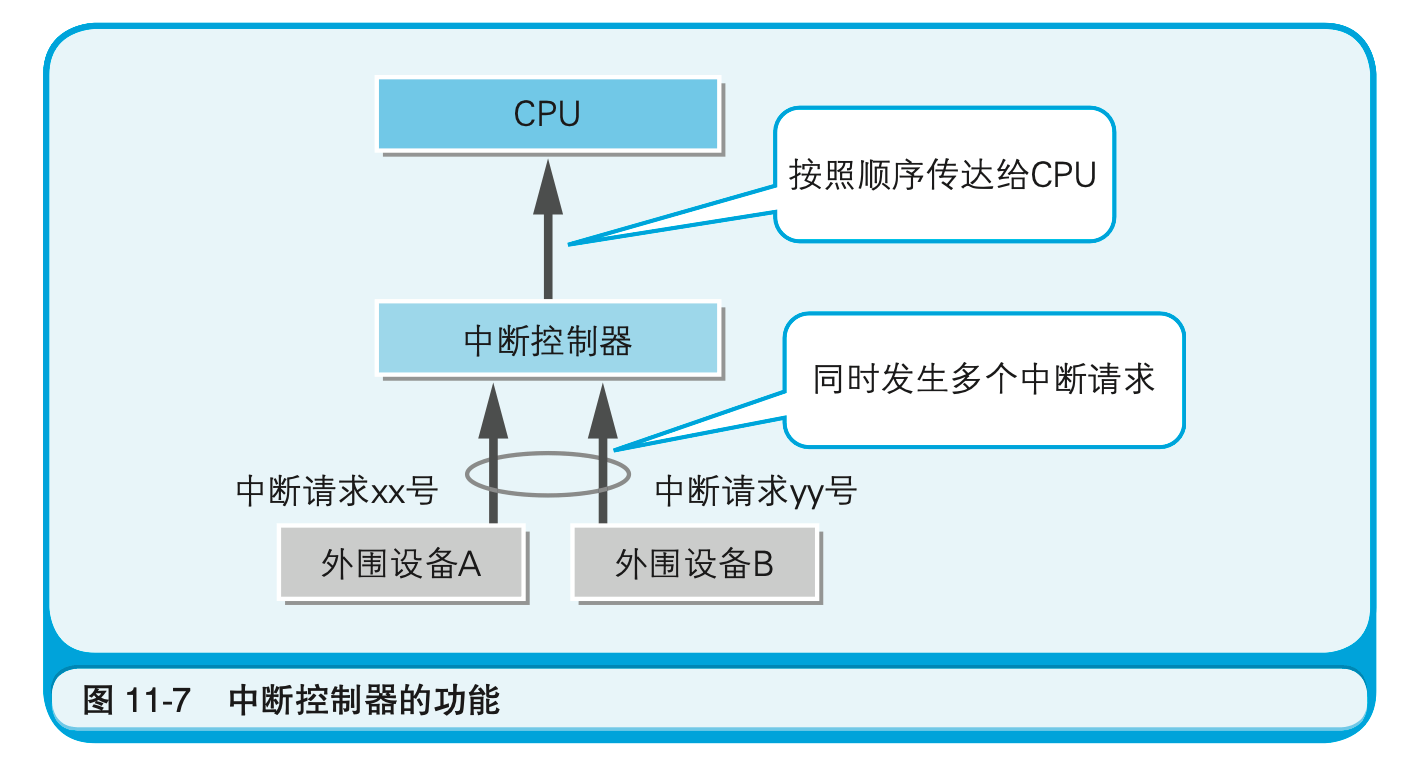 CPU
按照顺序传达给CPU
中断控制器
同时发生多个中断请求
中断请求xx号
中断请求yy号
外围设备A
外围设备B
图 11-7 中断控制器的功能